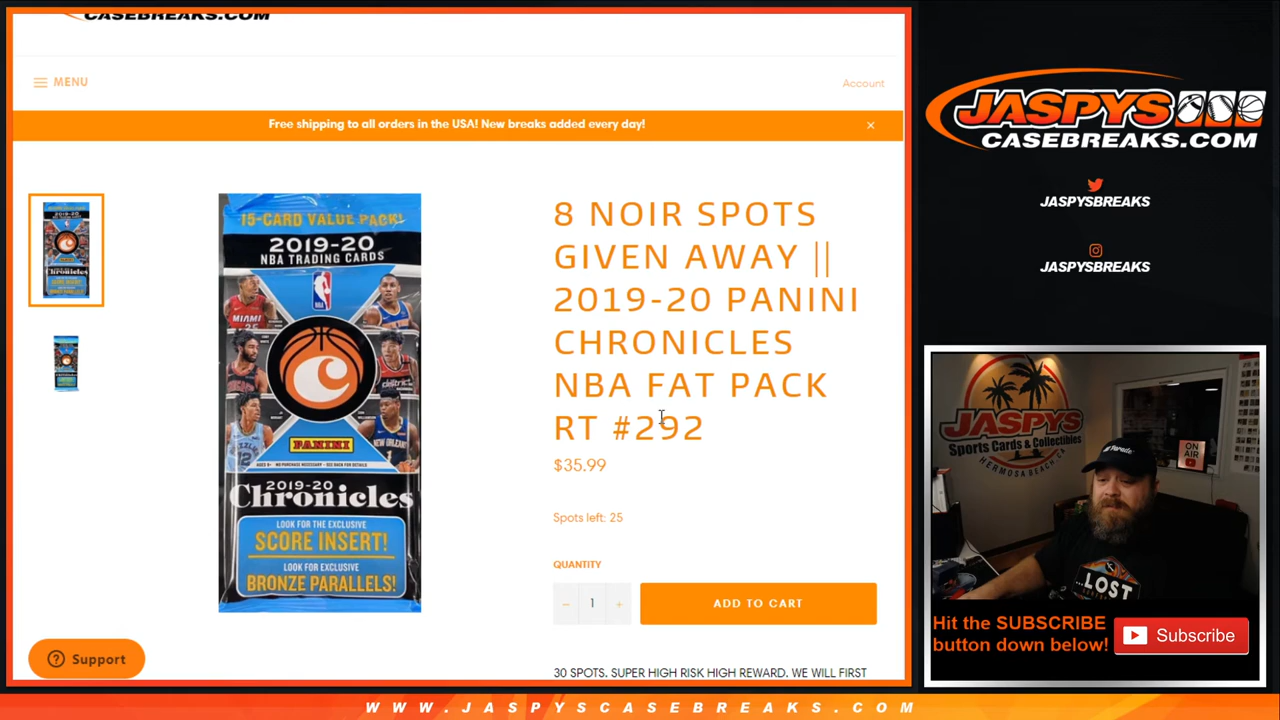 CASEBREAKS.COM
MENU
Account
Free shipping to all orders in the USA! New breaks added every day!
×
15-CARD VALUE PACK!
2019-20
NBA TRADING CARDS
MIAMI
PANINI
NEW ORLEANS
2019-20
Chronicles
LOOK FOR THE EXCLUSIVE
SCORE INSERT!
LOOK FOR EXCLUSIVE
BRONZE PARALLELS!
8 NOIR SPOTS
GIVEN AWAY ||
2019-20 PANINI
CHRONICLES
NBA FAT PACK
RT #292
$35.99
Spots left: 25
QUANTITY
− 1 +
ADD TO CART
30 SPOTS. SUPER HIGH RISK HIGH REWARD. WE WILL FIRST
Support
JASPYS
CASEBREAKS.COM
JASPYSBREAKS
JASPYSBREAKS
JASPYS
Sports Cards & Collectibles
HERMOSA BEACH, CA
ON
AIR
...LOST
Hit the SUBSCRIBE
button down below!
Subscribe
WWW.JASPYSCASEBREAKS.COM